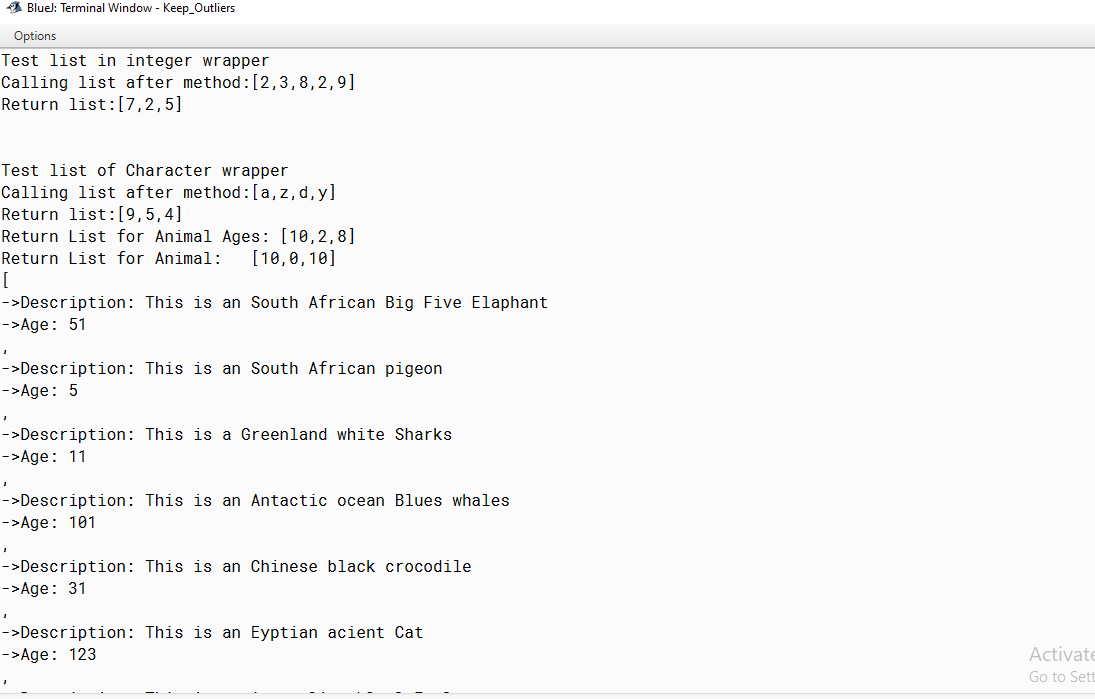 BlueJ: Terminal Window - Keep_Outliers
Options
Test list in integer wrapper
Calling list after method:[2,3,8,2,9]
Return list:[7,2,5]
Test list of Character wrapper
Calling list after method:[a,z,d,y]
Return list:[9,5,4]
Return List for Animal Ages: [10,2,8]
Return List for Animal:   [10,0,10]
[
->Description: This is an South African Big Five Elaphant
->Age: 51
,
->Description: This is an South African pigeon
->Age: 5
,
->Description: This is a Greenland white Sharks
->Age: 11
,
->Description: This is an Antactic ocean Blues whales
->Age: 101
,
->Description: This is an Chinese black crocodile
->Age: 31
,
->Description: This is an Eyptian acient Cat
->Age: 123
,
Activate
Go to Sett